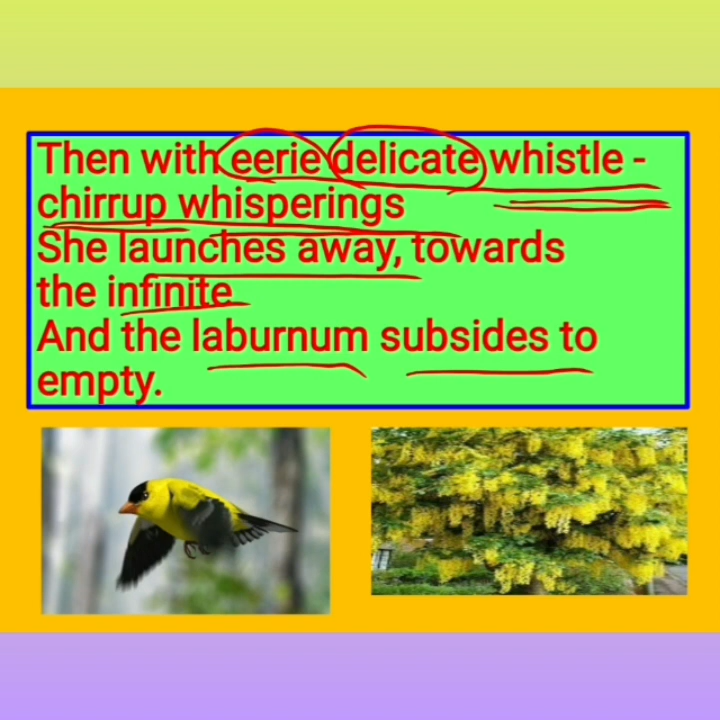 Then with eerie delicate whistle -
chirrup whisperings
She launches away, towards
the infinite
And the laburnum subsides to
empty.